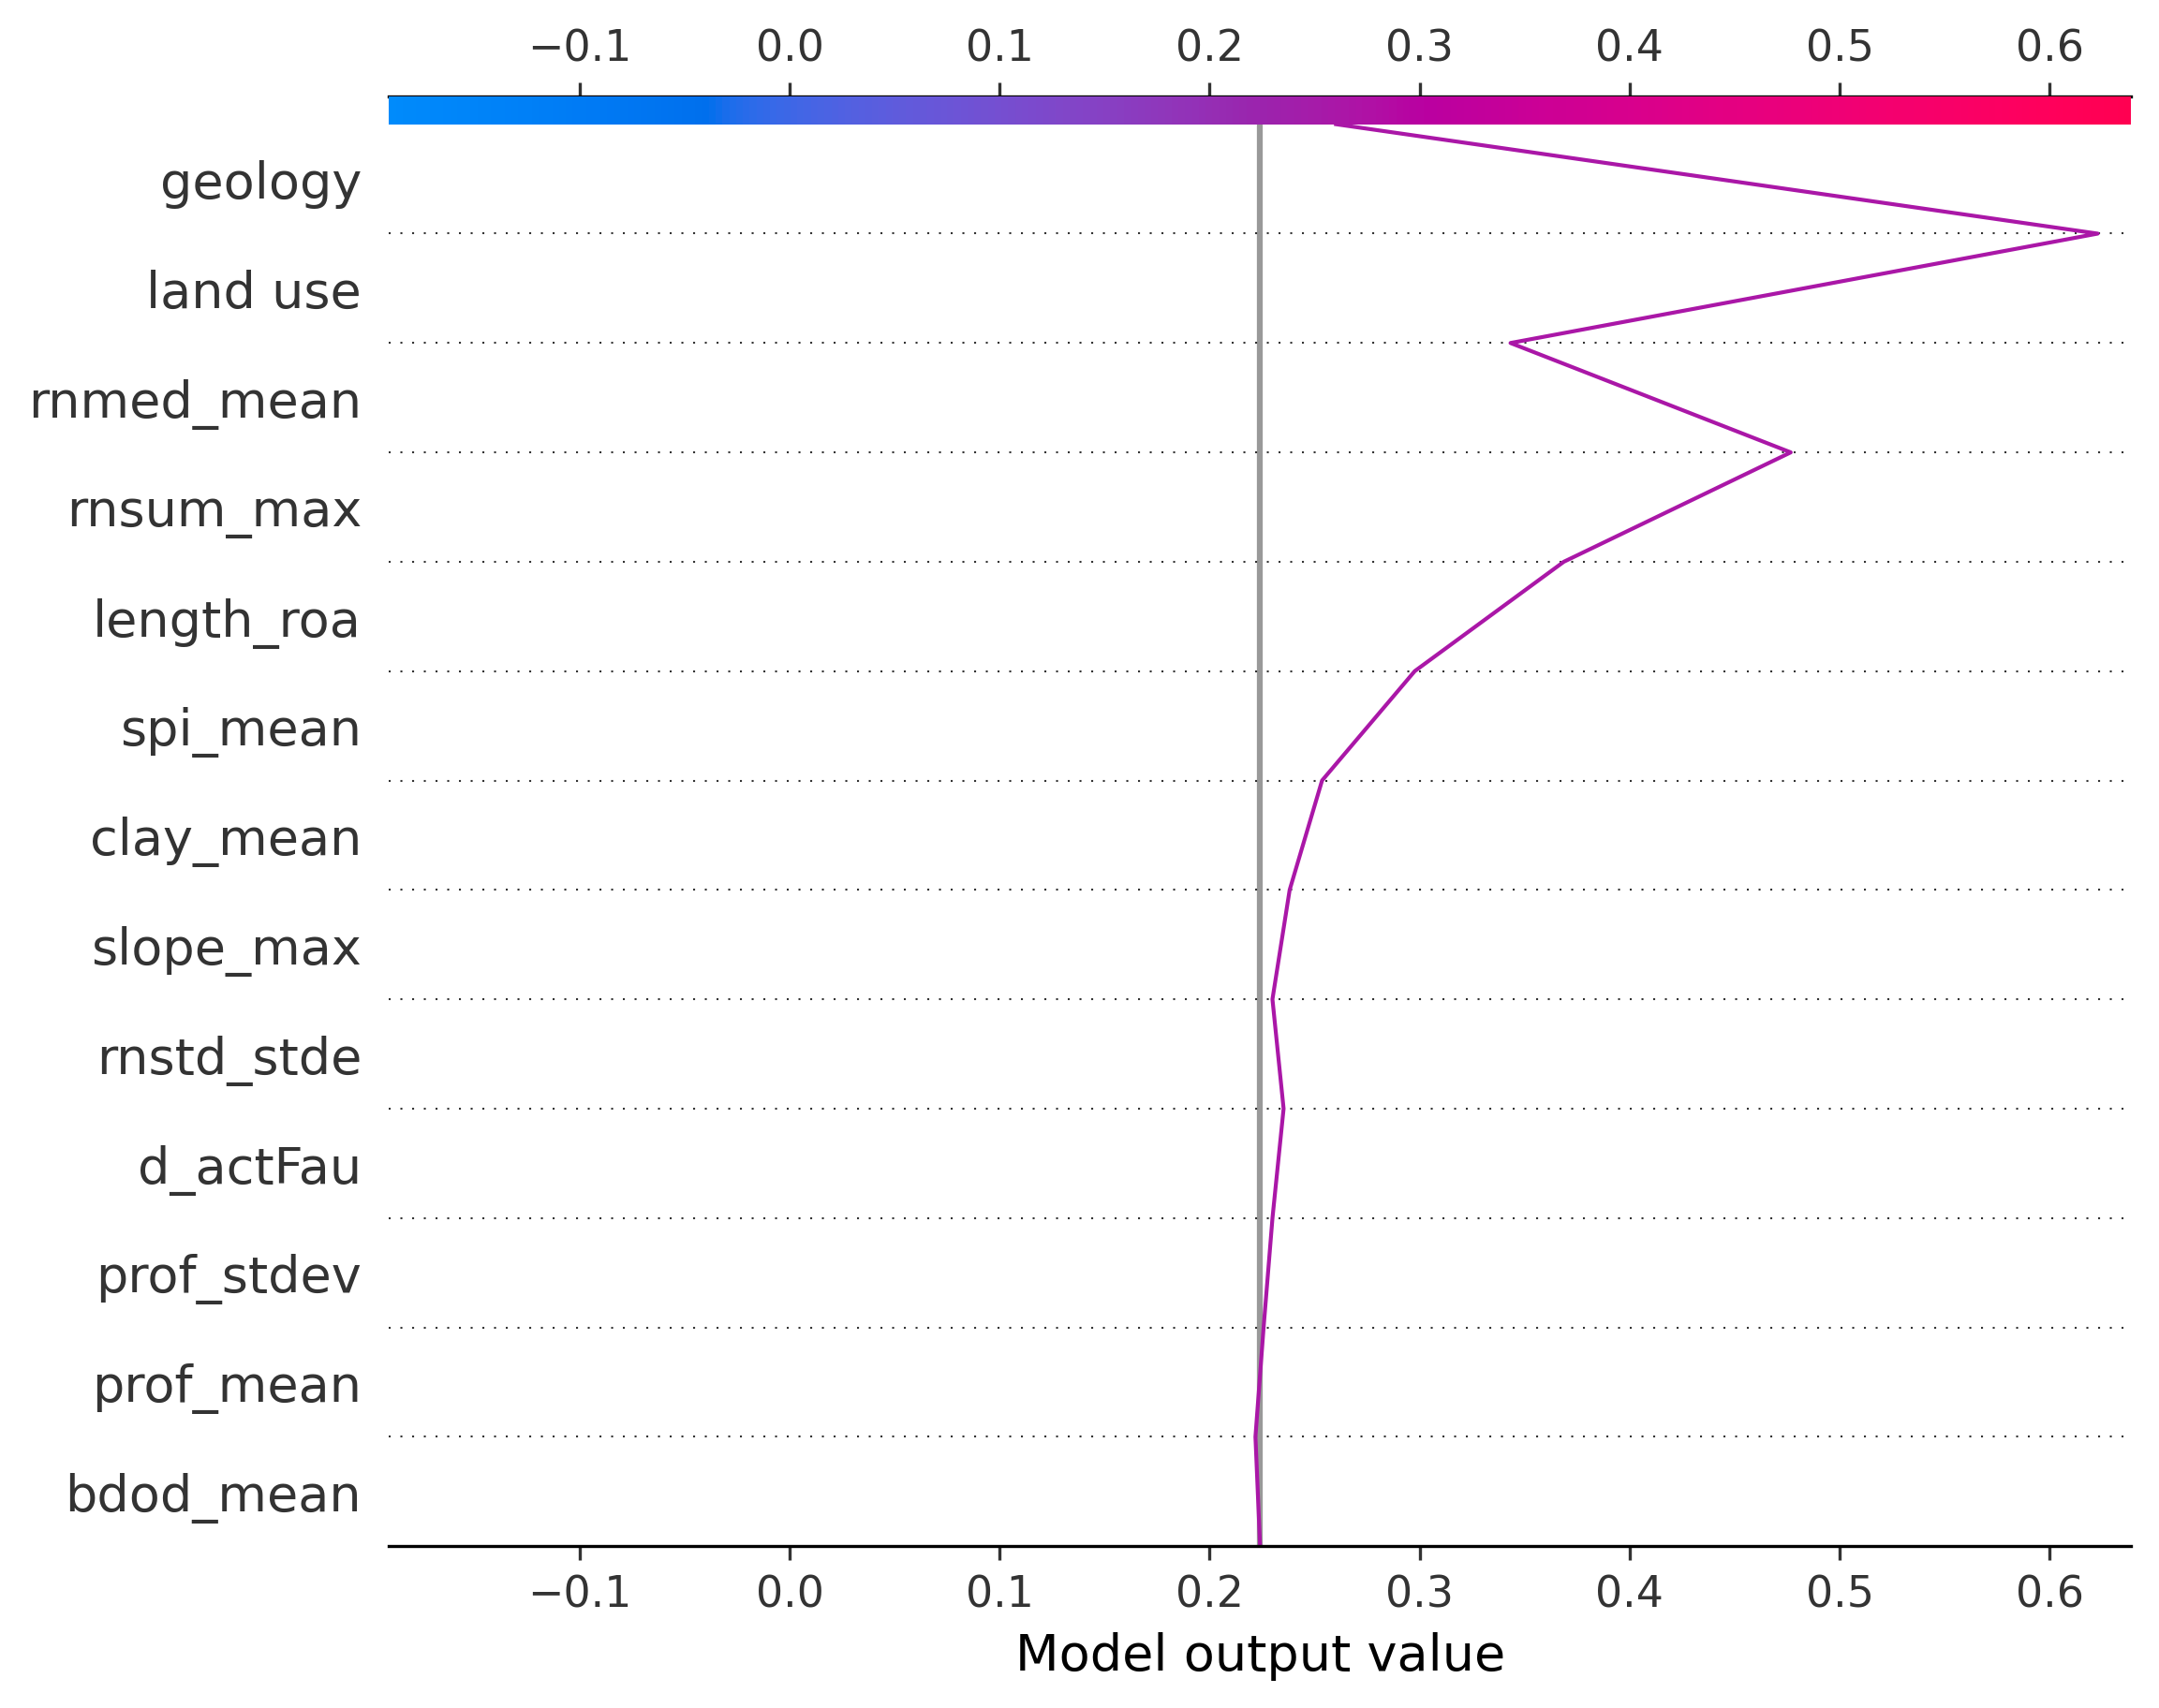 −0.1 0.0 0.1 0.2 0.3 0.4 0.5 0.6
geology
land use
rnmed_mean
rnsum_max
length_roa
spi_mean
clay_mean
slope_max
rnstd_stde
d_actFau
prof_stdev
prof_mean
bdod_mean
−0.1 0.0 0.1 0.2 0.3 0.4 0.5 0.6
Model output value